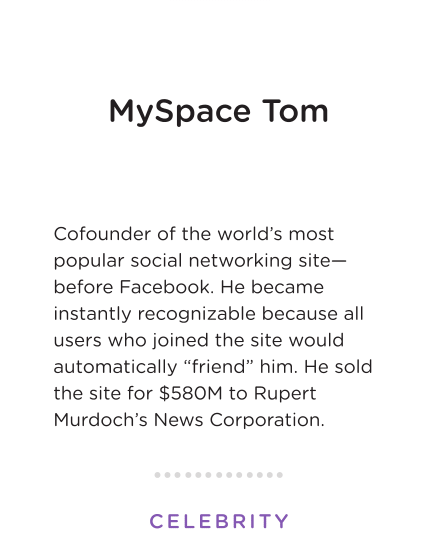 MySpace Tom
Cofounder of the world’s most
popular social networking site—
before Facebook. He became
instantly recognizable because all
users who joined the site would
automatically “friend” him. He sold
the site for $580M to Rupert
Murdoch’s News Corporation.
CELEBRITY